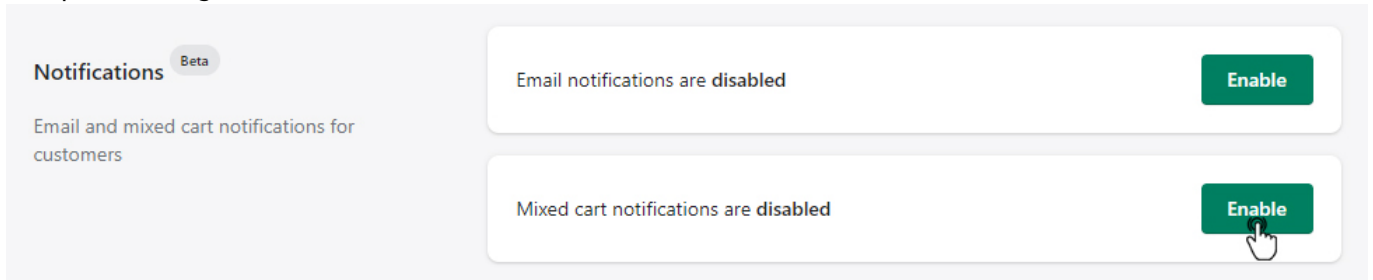 Notifications Beta
Email and mixed cart notifications for
customers
Email notifications are disabled
Enable
Mixed cart notifications are disabled
Enable